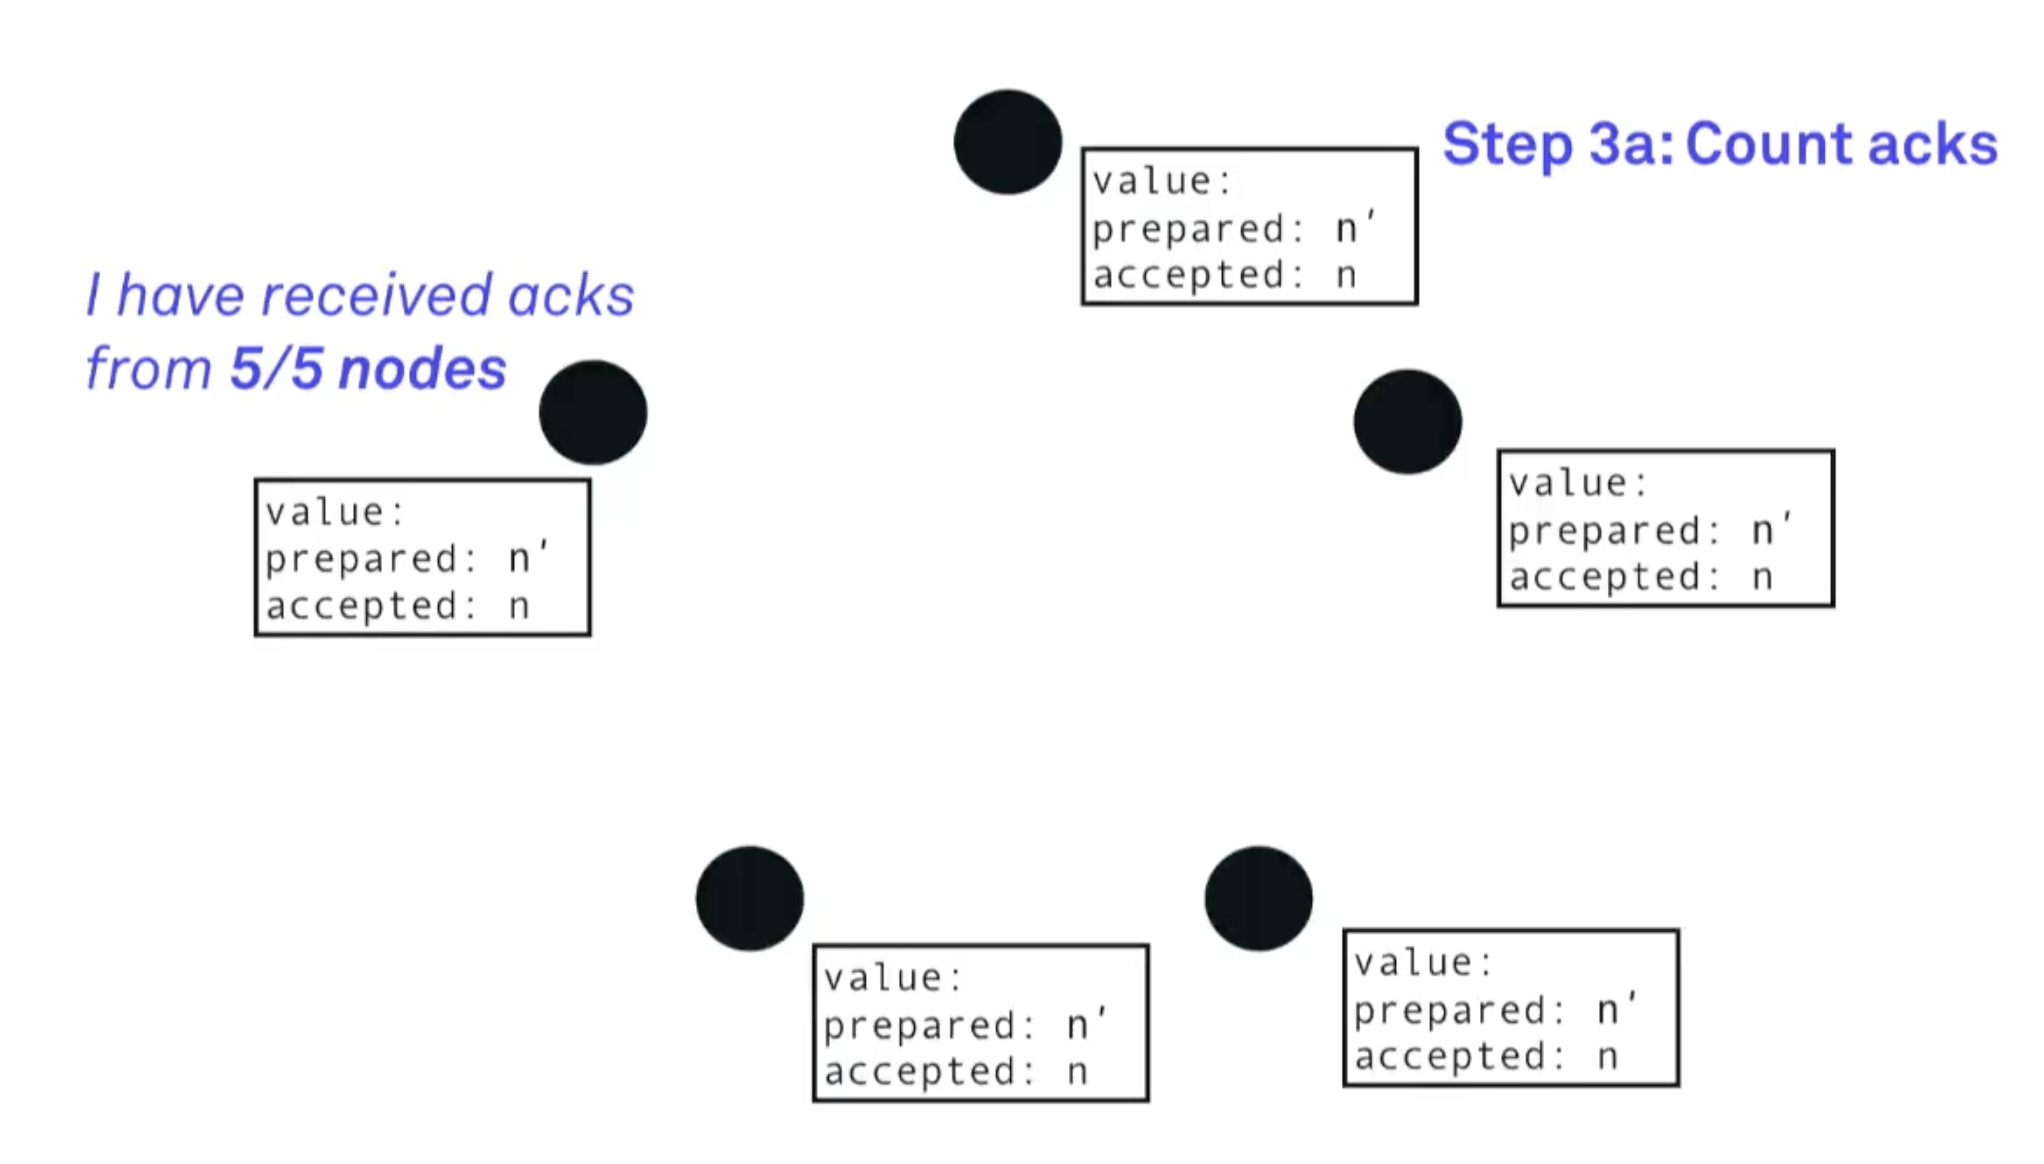 Step 3a: Count acks
value:
prepared: n'
accepted: n
I have received acks
from 5/5 nodes
value:
prepared: n'
accepted: n
value:
prepared: n'
accepted: n
value:
prepared: n'
accepted: n
value:
prepared: n'
accepted: n